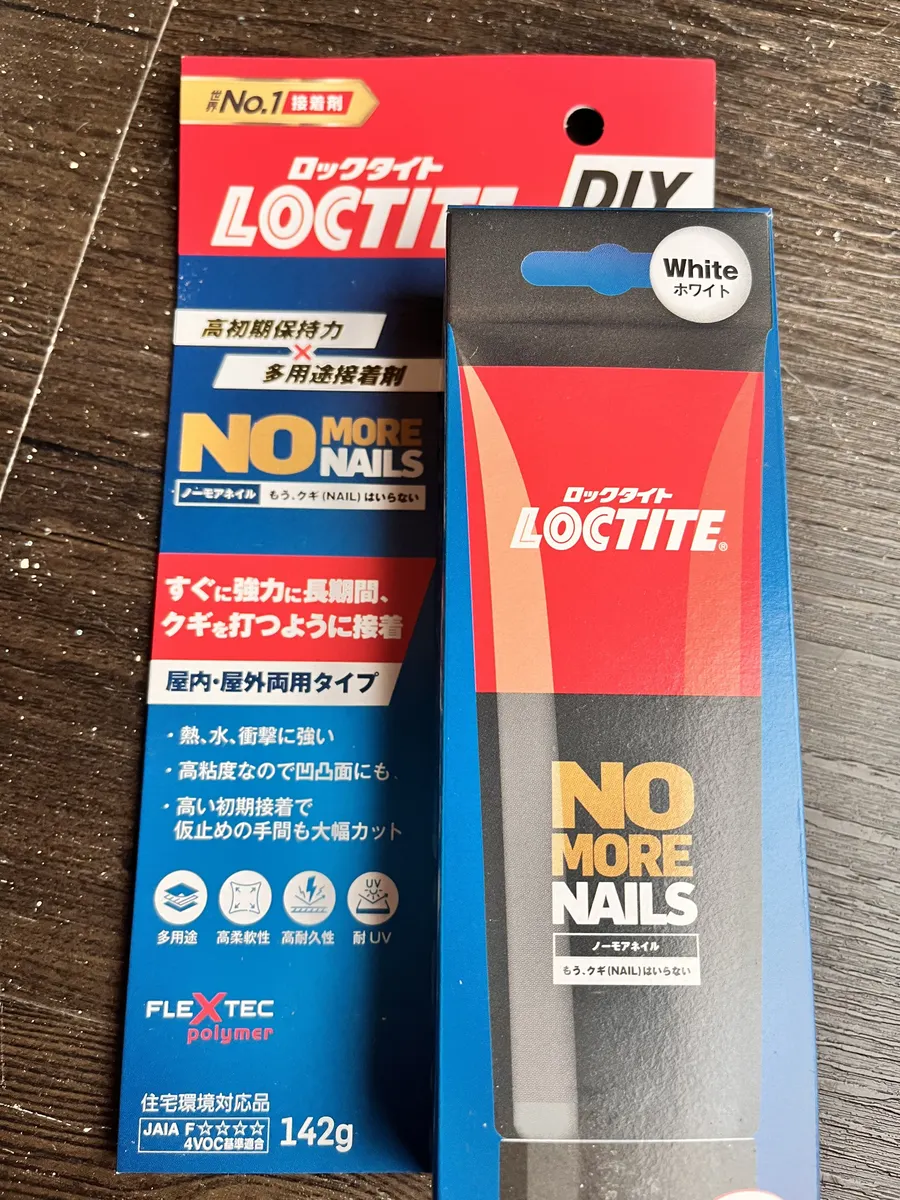 世界 No.1 接着剤
ロックタイト
LOCTITE
DIY
高初期保持力
×
多用途接着剤
NO MORE NAILS
ノーモアネイル もう、クギ(NAIL)はいらない
すぐに強力に長期間、
クギを打つように接着
屋内・屋外両用タイプ
・熱、水、衝撃に強い
・高粘度なので凹凸面にも
・高い初期接着で
仮止めの手間も大幅カット
UV
多用途 高柔軟性 高耐久性 耐UV
FLEXTEC
polymer
住宅環境対応品
JAIA F☆☆☆☆
4VOC基準適合
142g
White
ホワイト
ロックタイト
LOCTITE®
NO
MORE
NAILS
ノーモアネイル
もう、クギ(NAIL)はいらない